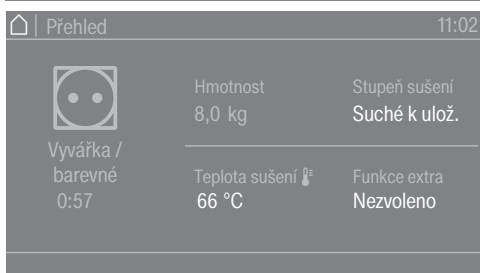 Přehled 11:02
Vyvářka /
barevné
0:57
Hmotnost
8,0 kg
Stupeň sušení
Suché k ulož.
Teplota sušení
66 °C
Funkce extra
Nezvoleno